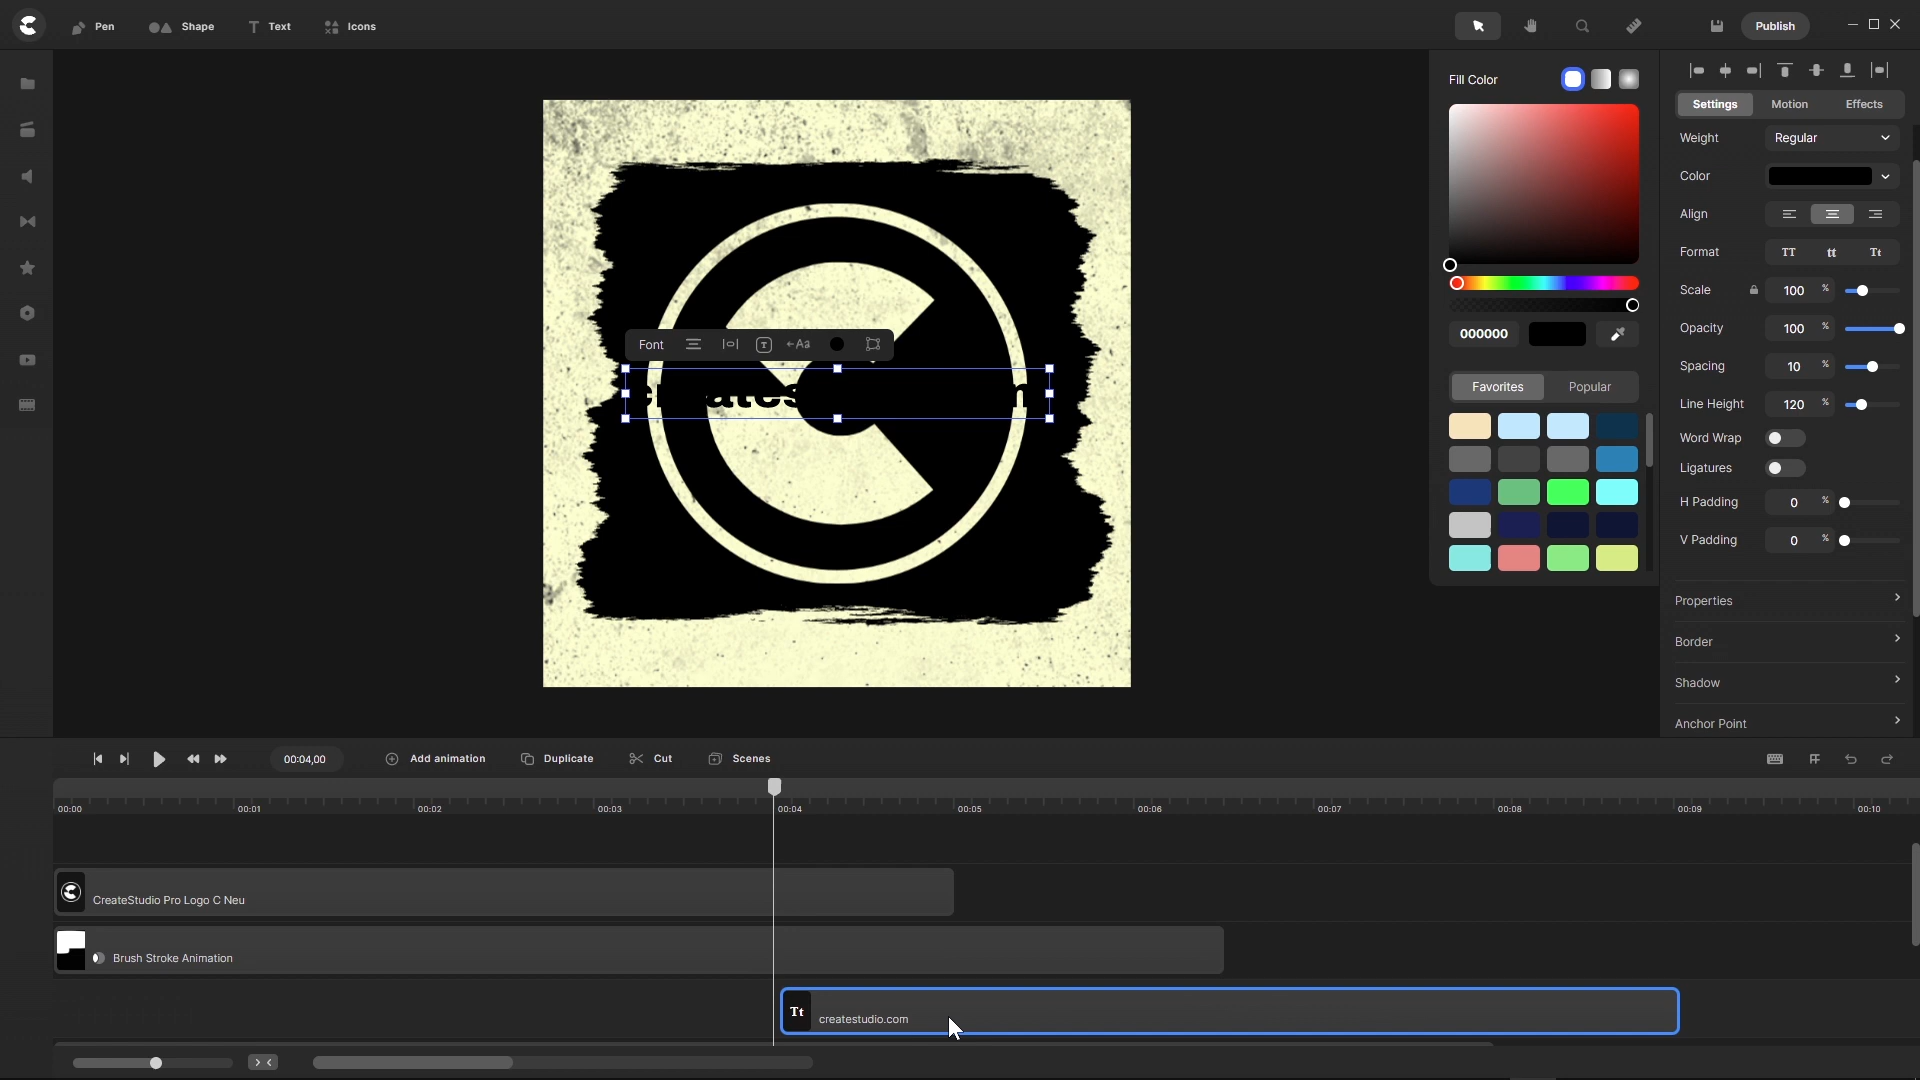 Pen
Shape
Text
Icons
Publish
Fill Color
000000
Favorites
Popular
Settings
Motion
Effects
Weight
Regular
Color
Align
Format
TT
tt
Tt
Scale
100 %
Opacity
100 %
Spacing
10 %
Line Height
120 %
Word Wrap
Ligatures
H Padding
0 %
V Padding
0 %
Properties
Border
Shadow
Anchor Point
Font
T
Aa
00:04,00
Add animation
Duplicate
Cut
Scenes
00:00
00:01
00:02
00:03
00:04
00:05
00:06
00:07
00:08
00:09
00:10
CreateStudio Pro Logo C Neu
Brush Stroke Animation
Tt
createstudio.com